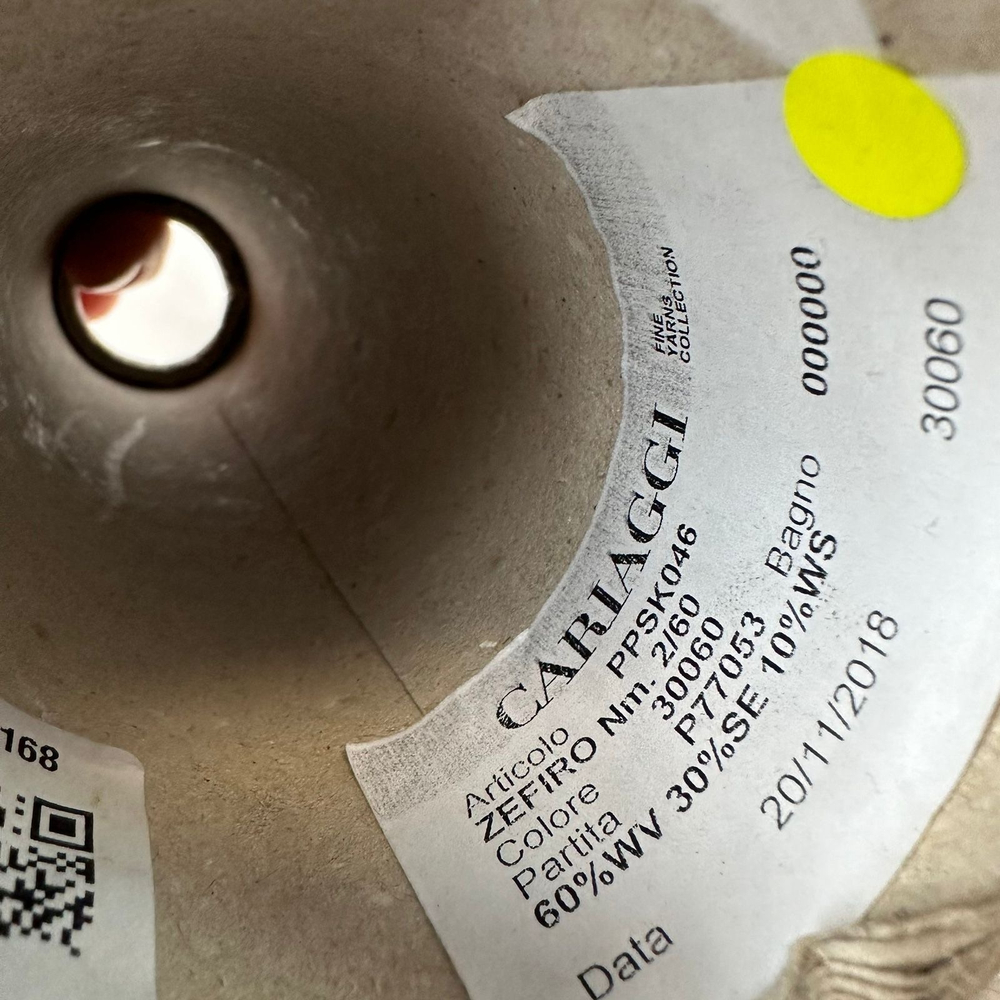 CARIAGGI FINE YARNS COLLECTION
Articolo PPSK046
ZEFIRO Nm. 2/60
Colore 30060
Partita P77053 Bagno 000000
60%WV 30%SE 10%WS
Data 20/11/2018 30060
168